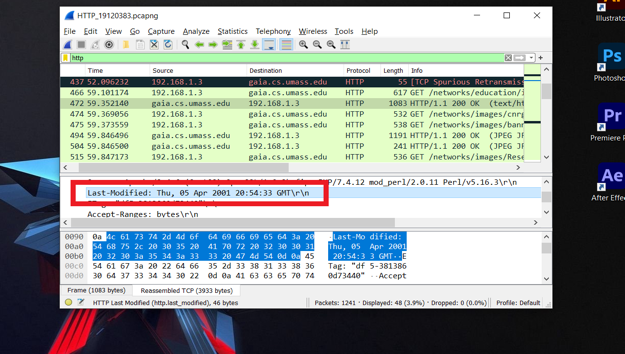 HTTP_19120383.pcapng
File Edit View Go Capture Analyze Statistics Telephony Wireless Tools Help
http
Time Source Destination Protocol Length Info
437 52.096232 192.168.1.3 gaia.cs.umass.edu HTTP 55 [TCP Spurious Retransmis
466 59.101174 192.168.1.3 gaia.cs.umass.edu HTTP 617 GET /networks/education/i
472 59.352140 gaia.cs.umass.edu 192.168.1.3 HTTP 1083 HTTP/1.1 200 OK (text/ht
474 59.369056 192.168.1.3 gaia.cs.umass.edu HTTP 532 GET /networks/images/cnrg
475 59.373559 192.168.1.3 gaia.cs.umass.edu HTTP 538 GET /networks/images/bann
494 59.846496 gaia.cs.umass.edu 192.168.1.3 HTTP 1191 HTTP/1.1 200 OK (JPEG JF
504 59.846500 gaia.cs.umass.edu 192.168.1.3 HTTP 241 HTTP/1.1 200 OK (JPEG JF
515 59.847173 192.168.1.3 gaia.cs.umass.edu HTTP 536 GET /networks/images/Rese
/7.4.12 mod_perl/2.0.11 Perl/v5.16.3\r\n
Last-Modified: Thu, 05 Apr 2001 20:54:33 GMT\r\n
Accept-Ranges: bytes\r\n
0090 0a 4c 61 73 74 2d 4d 6f 64 69 66 69 65 64 3a 20 ·Last-Mo dified:
00a0 54 68 75 2c 20 30 35 20 41 70 72 20 32 30 30 31 Thu, 05 Apr 2001
00b0 20 32 30 3a 35 34 3a 33 33 20 47 4d 54 0d 0a 45 20:54:3 3 GMT··E
00c0 54 61 67 3a 20 22 64 66 35 2d 33 38 31 33 38 36 Tag: "df 5-381386
00d0 30 64 37 33 34 34 30 22 0d 0a 41 63 63 65 70 74 0d73440" ··Accept
Frame (1083 bytes) Reassembled TCP (3933 bytes)
HTTP Last Modified (http.last_modified), 46 bytes Packets: 1241 · Displayed: 48 (3.9%) · Dropped: 0 (0.0%) Profile: Default
Illustrato
Ps
Photosho
Pr
Premiere P
Ae
After Effec